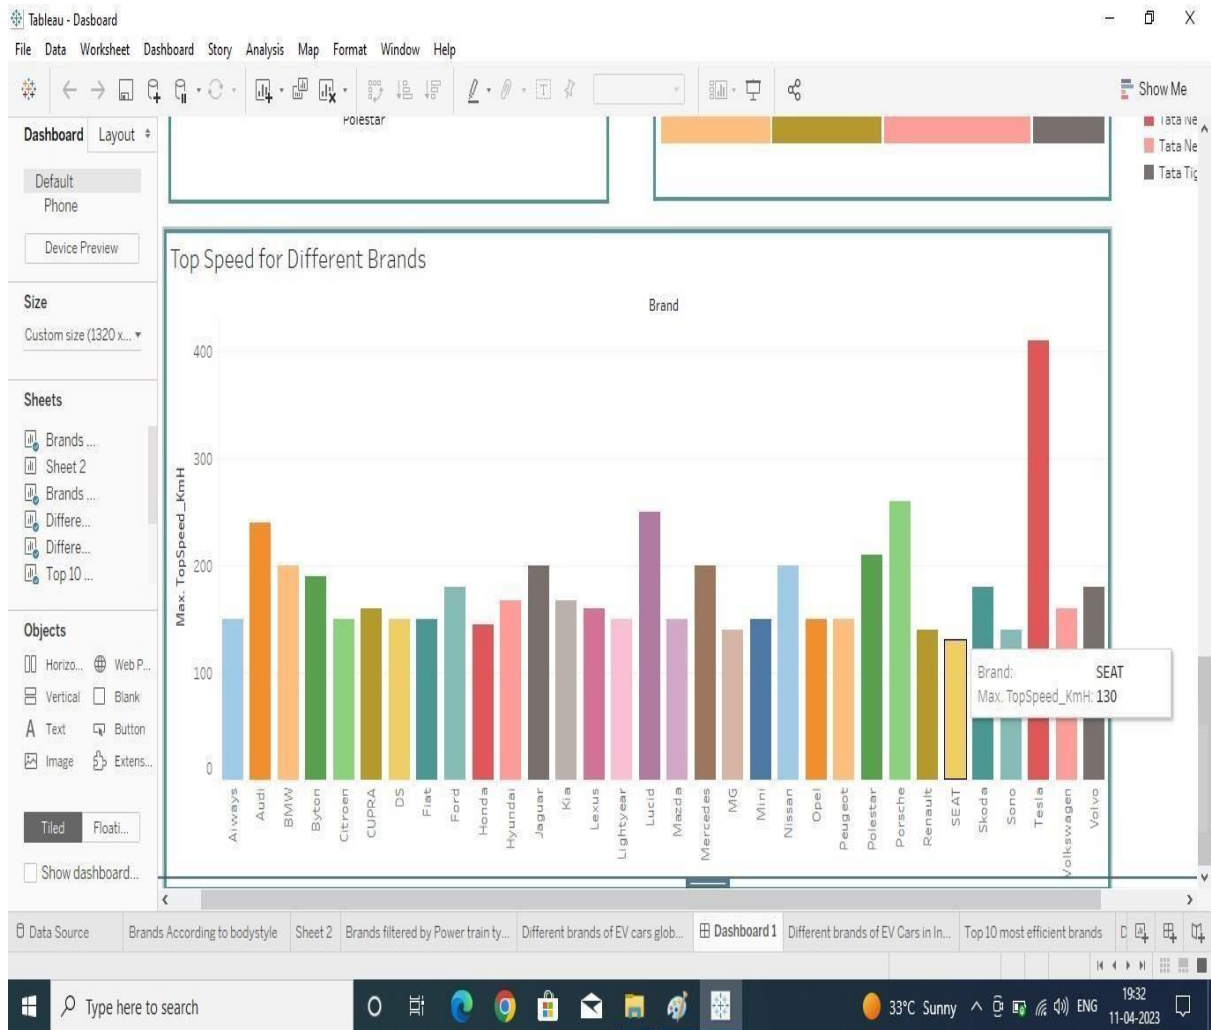 Tableau - Dasboard
File Data Worksheet Dashboard Story Analysis Map Format Window Help
Show Me
Dashboard Layout
Default
Phone
Device Preview
Size
Custom size (1320 x...
Sheets
Brands ...
Sheet 2
Brands ...
Differe...
Differe...
Top 10 ...
Objects
Horizo... Web P...
Vertical Blank
Text Button
Image Extens...
Tiled Floati...
Show dashboard...
Polestar
Tata Ne
Tata Ne
Tata Tig
Top Speed for Different Brands
Brand
Max. TopSpeed_KmH
400
300
200
100
0
Aiways
Audi
BMW
Byton
Citroen
CUPRA
DS
Fiat
Ford
Honda
Hyundai
Jaguar
Kia
Lexus
Lightyear
Lucid
Mazda
Mercedes
MG
Mini
Nissan
Opel
Peugeot
Polestar
Porsche
Renault
SEAT
Skoda
Sono
Tesla
Volkswagen
Volvo
Brand: SEAT
Max. TopSpeed_KmH: 130
Data Source Brands According to bodystyle Sheet 2 Brands filtered by Power train ty... Different brands of EV cars glob... Dashboard 1 Different brands of EV Cars in In... Top 10 most efficient brands D
Type here to search
33°C Sunny
ENG
19:32
11-04-2023